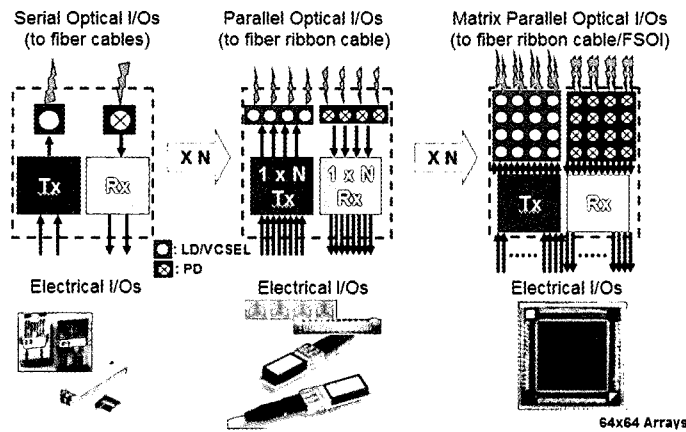 Serial Optical I/Os
(to fiber cables)
Parallel Optical I/Os
(to fiber ribbon cable)
Matrix Parallel Optical I/Os
(to fiber ribbon cable/FSOI)
X N
X N
Tx
Rx
1 x N
Tx
1 x N
Rx
Tx
Rx
: LD/VCSEL
: PD
Electrical I/Os
Electrical I/Os
Electrical I/Os
64x64 Arrays